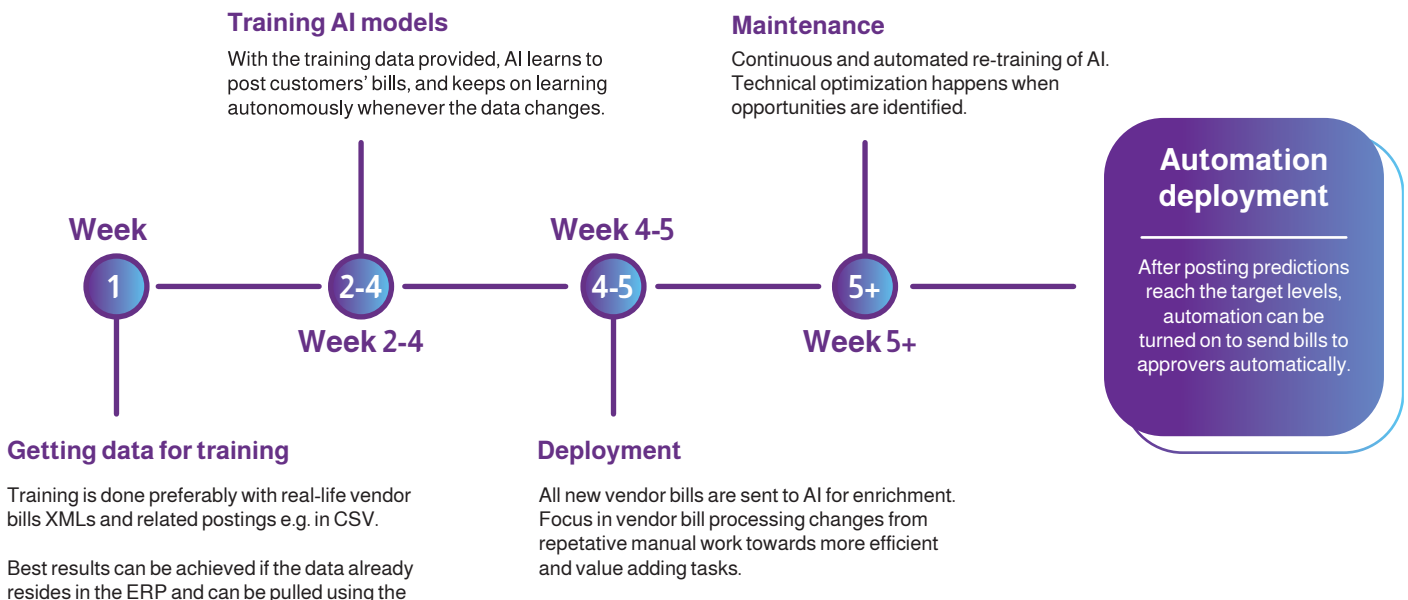 Training AI models
With the training data provided, AI learns to
post customers' bills, and keeps on learning
autonomously whenever the data changes.
Maintenance
Continuous and automated re-training of AI.
Technical optimization happens when
opportunities are identified.
Automation
deployment
After posting predictions
reach the target levels,
automation can be
turned on to send bills to
approvers automatically.
Week
1
2-4
Week 2-4
Week 4-5
4-5
5+
Week 5+
Getting data for training
Training is done preferably with real-life vendor
bills XMLs and related postings e.g. in CSV.
Best results can be achieved if the data already
resides in the ERP and can be pulled using the
Deployment
All new vendor bills are sent to AI for enrichment.
Focus in vendor bill processing changes from
repetative manual work towards more efficient
and value adding tasks.